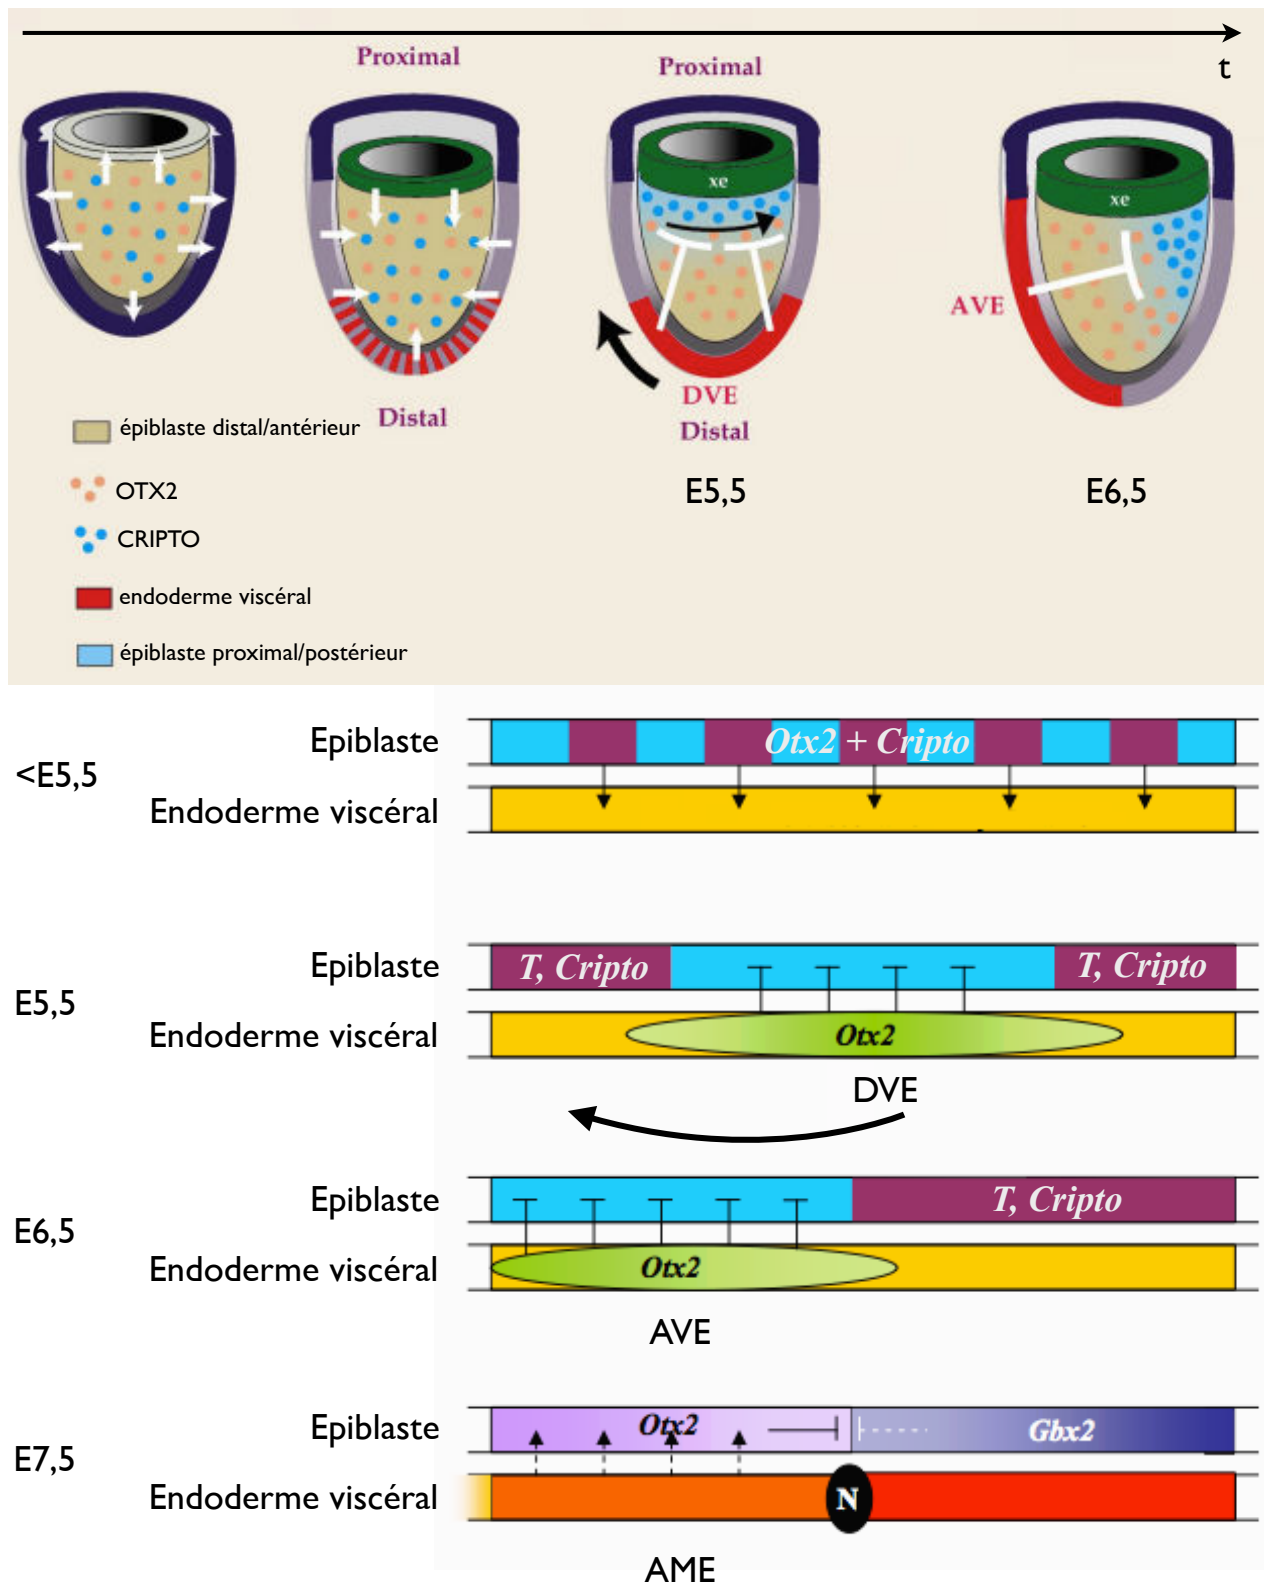 t
Proximal
Proximal
xe
xe
AVE
DVE
Distal
Distal
E5,5
E6,5
épiblaste distal/antérieur
OTX2
CRIPTO
endoderme viscéral
épiblaste proximal/postérieur
<E5,5
Epiblaste
Otx2 + Cripto
Endoderme viscéral
E5,5
Epiblaste
T, Cripto
T, Cripto
Endoderme viscéral
Otx2
DVE
E6,5
Epiblaste
T, Cripto
Endoderme viscéral
Otx2
AVE
E7,5
Epiblaste
Otx2
Gbx2
Endoderme viscéral
N
AME